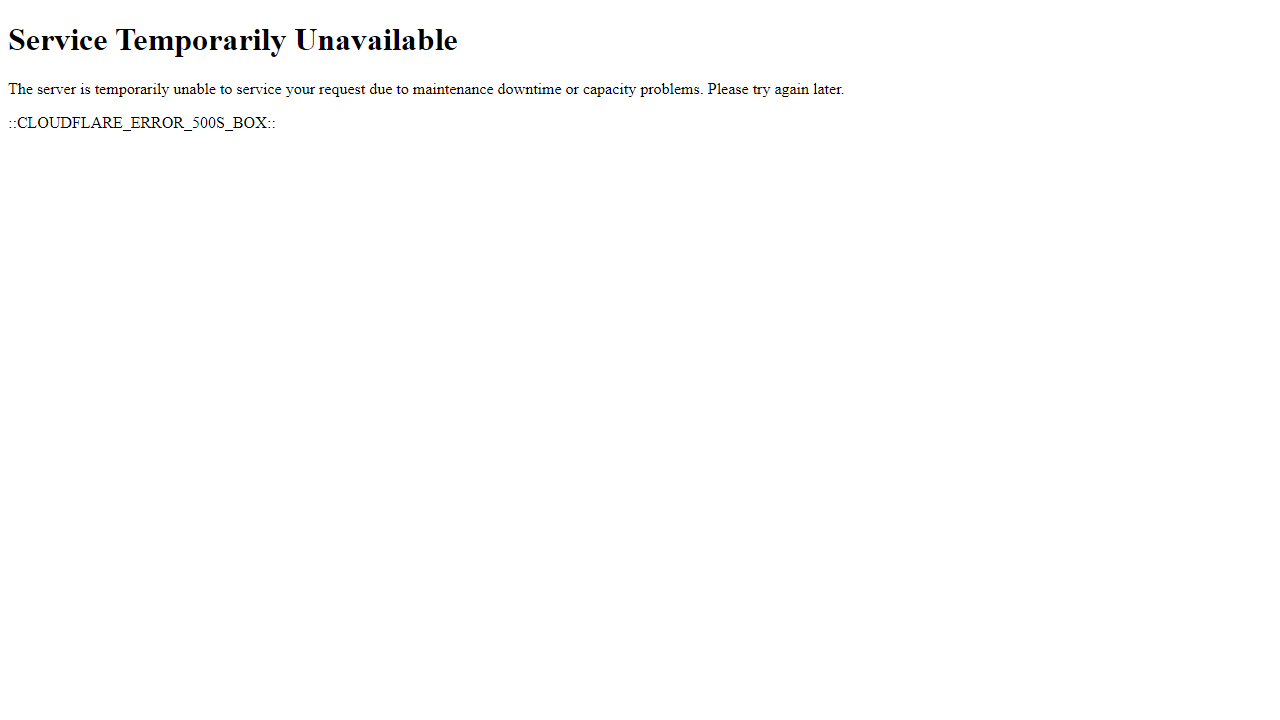 Service Temporarily Unavailable
The server is temporarily unable to service your request due to maintenance downtime or capacity problems. Please try again later.
::CLOUDFLARE_ERROR_500S_BOX::